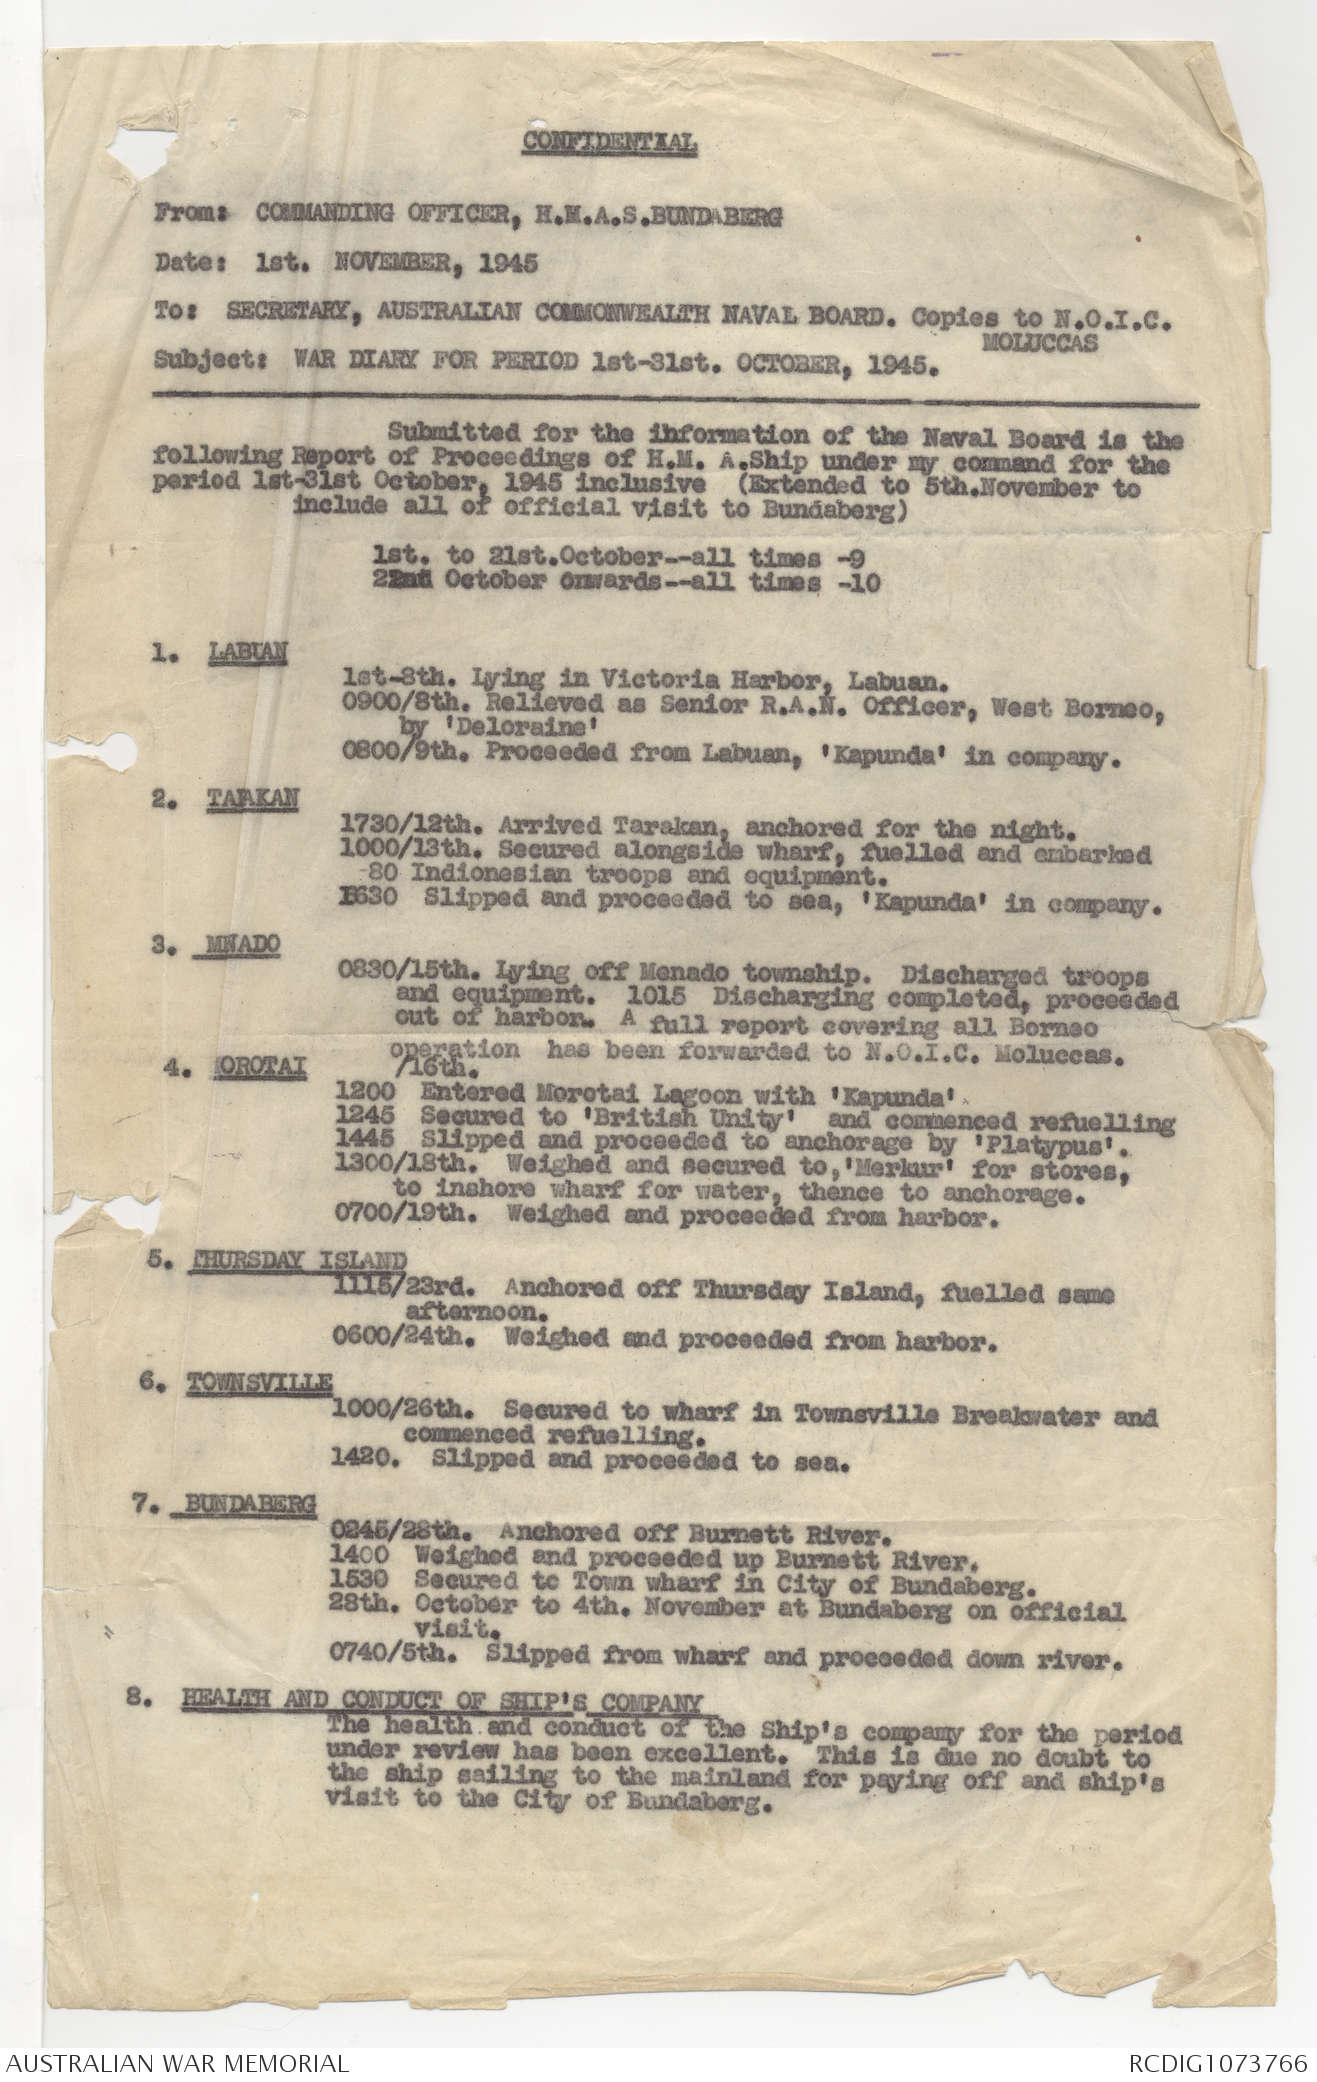 CONFIDENTIAL
From: COMMANDING OFFICER, H.M.A.S.BUNDABERG
Date: 1st. NOVEMBER, 1945
To: SECRETARY, AUSTRALIAN COMMONWEALTH NAVAL BOARD. Copies to N.O.I.C.
MOLUCCAS
Subject: WAR DIARY FOR PERIOD 1st-31st. OCTOBER, 1945.
Submitted for the information of the Naval Board is the
following Report of Proceedings of H.M. A.Ship under my command for the
period 1st-31st October, 1945 inclusive (Extended to 5th.November to
include all of official visit to Bundaberg)
1st. to 21st.October--all times -9
22nd October onwards--all times -10
1. LABUAN
1st-8th. Lying in Victoria Harbor, Labuan.
0900/8th. Relieved as Senior R.A.N. Officer, West Borneo,
by 'Deloraine'
0800/9th. Proceeded from Labuan, 'Kapunda' in company.
2. TARAKAN
1730/12th. Arrived Tarakan, anchored for the night.
1000/13th. Secured alongside wharf, fuelled and embarked
80 Indionesian troops and equipment.
1630 Slipped and proceeded to sea, 'Kapunda' in company.
3. MNADO
0830/15th. Lying off Menado township. Discharged troops
and equipment. 1015 Discharging completed, proceeded
out of harbor. A full report covering all Borneo
operation has been forwarded to N.O.I.C. Moluccas.
4. MOROTAI /16th.
1200 Entered Morotai Lagoon with 'Kapunda'
1245 Secured to 'British Unity' and commenced refuelling
1445 Slipped and proceeded to anchorage by 'Platypus'.
1300/18th. Weighed and secured to,'Merkur' for stores,
to inshore wharf for water, thence to anchorage.
0700/19th. Weighed and proceeded from harbor.
5. THURSDAY ISLAND
1115/23rd. Anchored off Thursday Island, fuelled same
afternoon.
0600/24th. Weighed and proceeded from harbor.
6. TOWNSVILLE
1000/26th. Secured to wharf in Townsville Breakwater and
commenced refuelling.
1420. Slipped and proceeded to sea.
7. BUNDABERG
0245/28th. Anchored off Burnett River.
1400 Weighed and proceeded up Burnett River.
1530 Secured to Town wharf in City of Bundaberg.
28th. October to 4th. November at Bundaberg on official
visit.
0740/5th. Slipped from wharf and proceeded down river.
8. HEALTH AND CONDUCT OF SHIP'S COMPANY
The health and conduct of the Ship's company for the period
under review has been excellent. This is due no doubt to
the ship sailing to the mainland for paying off and ship's
visit to the City of Bundaberg.
AUSTRALIAN WAR MEMORIAL
RCDIG1073766